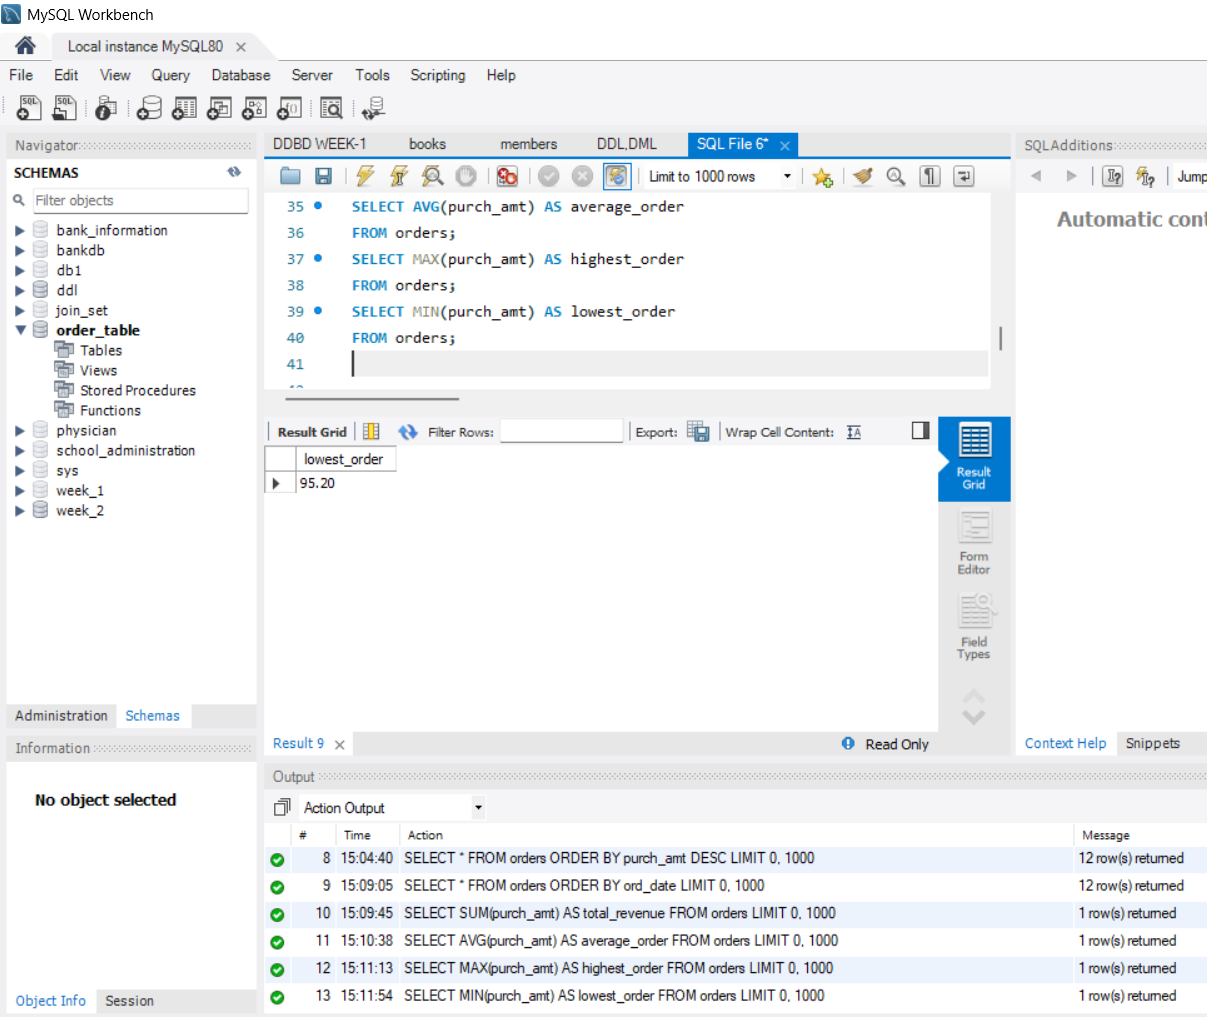 MySQL Workbench
Local instance MySQL80
File Edit View Query Database Server Tools Scripting Help
Navigator
SCHEMAS
Filter objects
bank_information
bankdb
db1
ddl
join_set
order_table
Tables
Views
Stored Procedures
Functions
physician
school_administration
sys
week_1
week_2
Administration Schemas
Information
No object selected
Object Info Session
DDBD WEEK-1 books members DDL,DML SQL File 6*
Limit to 1000 rows
35 SELECT AVG(purch_amt) AS average_order
36 FROM orders;
37 SELECT MAX(purch_amt) AS highest_order
38 FROM orders;
39 SELECT MIN(purch_amt) AS lowest_order
40 FROM orders;
41
Result Grid Filter Rows: Export: Wrap Cell Content:
lowest_order
95.20
Result Grid
Form Editor
Field Types
Result 9 Read Only
SQLAdditions
Jump
Automatic cont
Context Help Snippets
Output
Action Output
# Time Action Message
8 15:04:40 SELECT * FROM orders ORDER BY purch_amt DESC LIMIT 0, 1000 12 row(s) returned
9 15:09:05 SELECT * FROM orders ORDER BY ord_date LIMIT 0, 1000 12 row(s) returned
10 15:09:45 SELECT SUM(purch_amt) AS total_revenue FROM orders LIMIT 0, 1000 1 row(s) returned
11 15:10:38 SELECT AVG(purch_amt) AS average_order FROM orders LIMIT 0, 1000 1 row(s) returned
12 15:11:13 SELECT MAX(purch_amt) AS highest_order FROM orders LIMIT 0, 1000 1 row(s) returned
13 15:11:54 SELECT MIN(purch_amt) AS lowest_order FROM orders LIMIT 0, 1000 1 row(s) returned